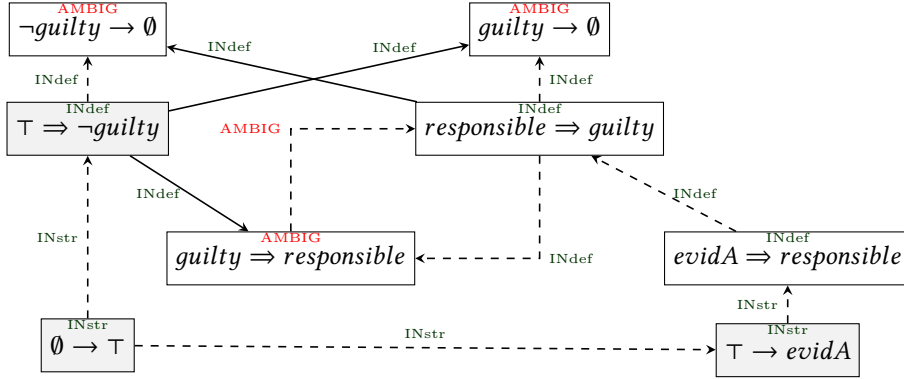 AMBIG
¬guilty → ∅
AMBIG
guilty → ∅
INdef
INdef
INdef
INdef
INdef
⊤ ⇒ ¬guilty
INdef
responsible ⇒ guilty
AMBIG
INdef
INdef
INstr
AMBIG
guilty ⇒ responsible
INdef
INdef
evidA ⇒ responsible
INstr
INstr
∅ → ⊤
INstr
INstr
⊤ → evidA